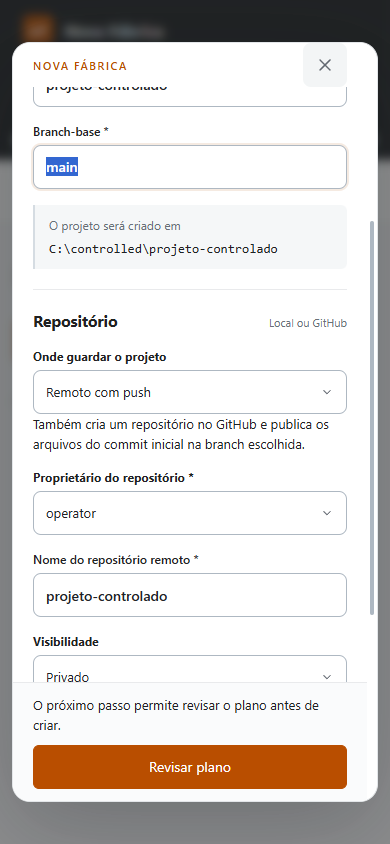 NOVA FÁBRICA
projeto-controlado
Branch-base *
main
O projeto será criado em
C:\controlled\projeto-controlado
Repositório
Local ou GitHub
Onde guardar o projeto
Remoto com push
Também cria um repositório no GitHub e publica os
arquivos do commit inicial na branch escolhida.
Proprietário do repositório *
operator
Nome do repositório remoto *
projeto-controlado
Visibilidade
Privado
O próximo passo permite revisar o plano antes de
criar.
Revisar plano